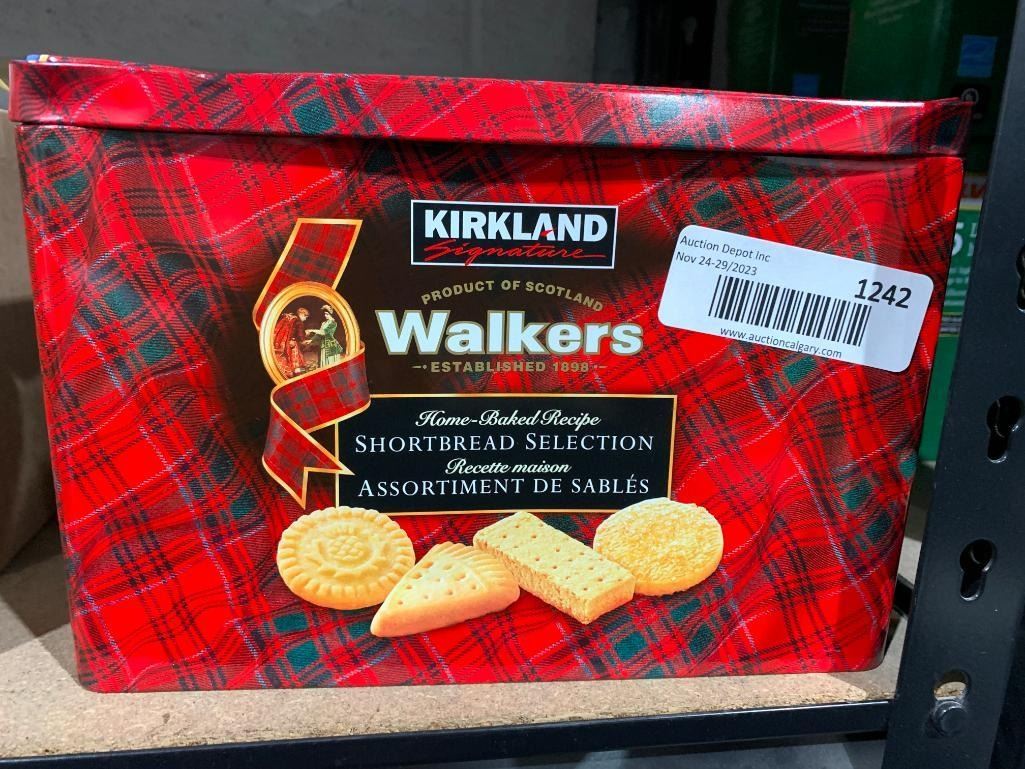 KIRKLAND
Signature
PRODUCT OF SCOTLAND
Walkers
ESTABLISHED 1898
Home-Baked Recipe
SHORTBREAD SELECTION
Recette maison
ASSORTIMENT DE SABLÉS
Auction Depot Inc
Nov 24-29/2023
1242
www.auctioncalgary.com